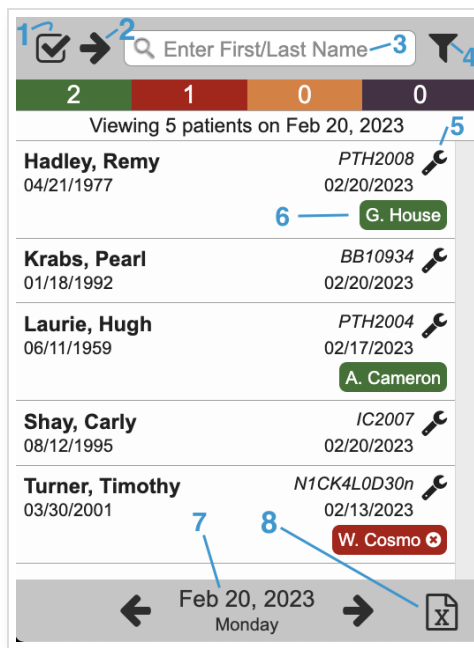 1 2 3 4
Enter First/Last Name
2 1 0 0
Viewing 5 patients on Feb 20, 2023
5
Hadley, Remy PTH2008
04/21/1977 02/20/2023
6 G. House
Krabs, Pearl BB10934
01/18/1992 02/20/2023
Laurie, Hugh PTH2004
06/11/1959 02/17/2023
A. Cameron
Shay, Carly IC2007
08/12/1995 02/20/2023
Turner, Timothy N1CK4L0D30n
03/30/2001 02/13/2023
7 8 W. Cosmo
Feb 20, 2023
Monday
X